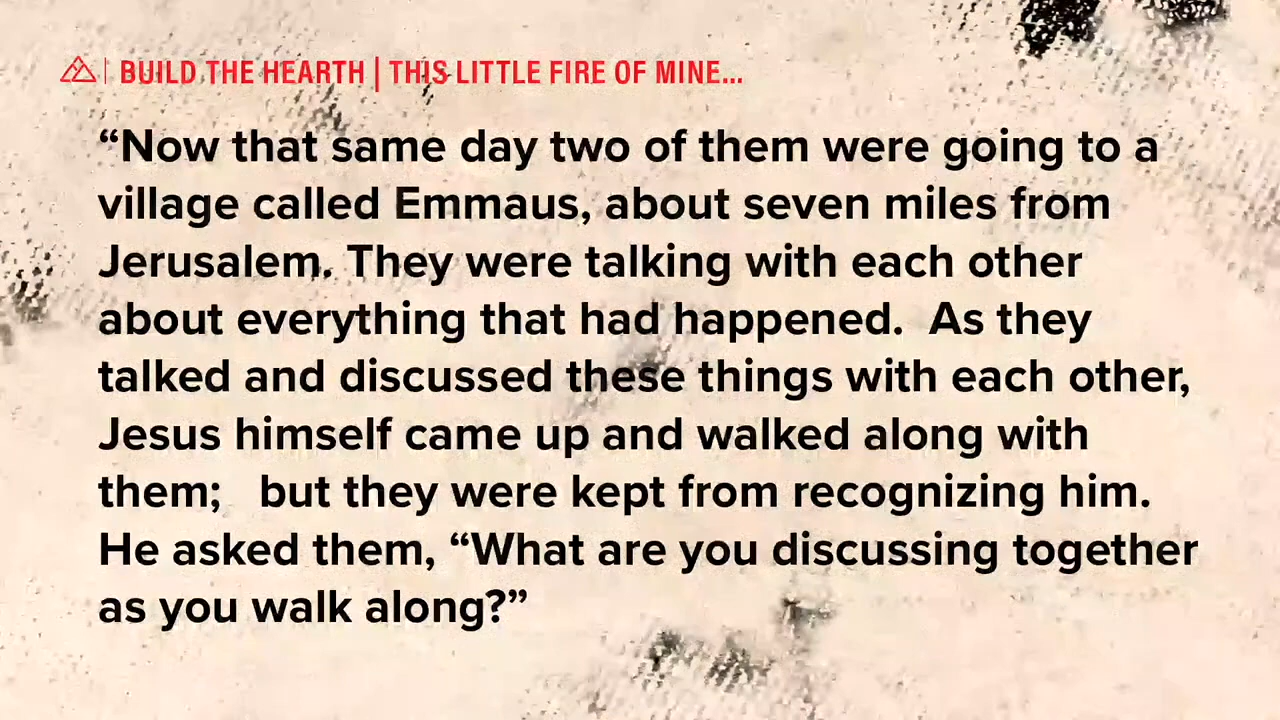 BUILD THE HEARTH | THIS LITTLE FIRE OF MINE...
“Now that same day two of them were going to a
village called Emmaus, about seven miles from
Jerusalem. They were talking with each other
about everything that had happened.  As they
talked and discussed these things with each other,
Jesus himself came up and walked along with
them;   but they were kept from recognizing him.
He asked them, “What are you discussing together
as you walk along?”